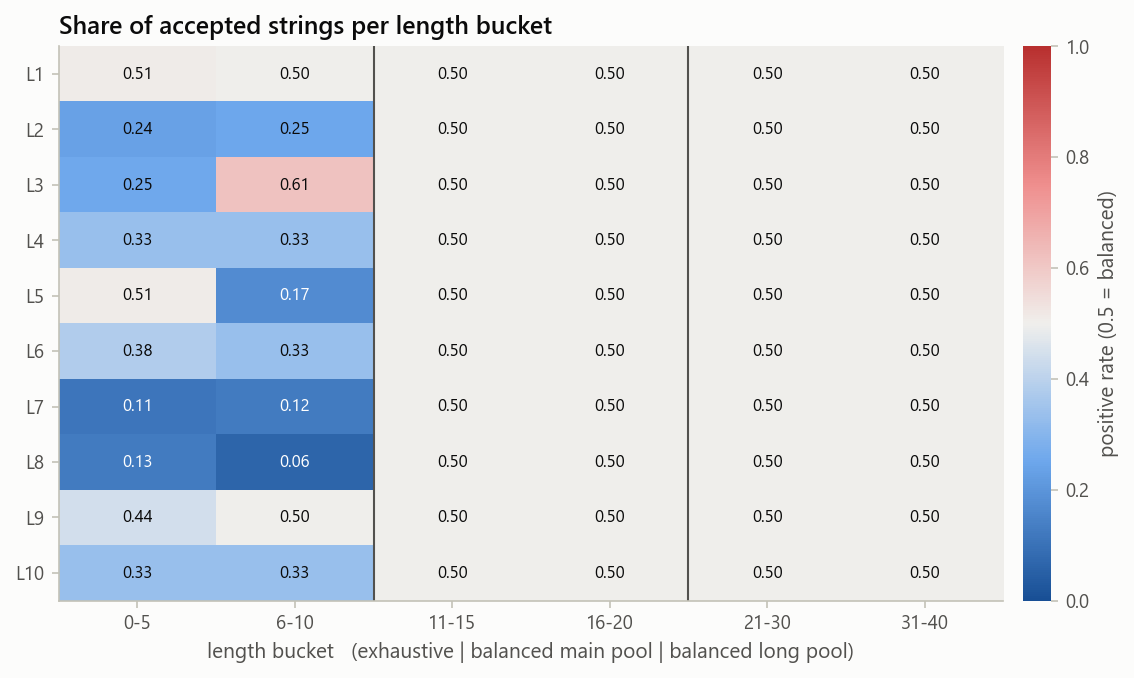 Share of accepted strings per length bucket
L1 0.51 0.50 0.50 0.50 0.50 0.50
L2 0.24 0.25 0.50 0.50 0.50 0.50
L3 0.25 0.61 0.50 0.50 0.50 0.50
L4 0.33 0.33 0.50 0.50 0.50 0.50
L5 0.51 0.17 0.50 0.50 0.50 0.50
L6 0.38 0.33 0.50 0.50 0.50 0.50
L7 0.11 0.12 0.50 0.50 0.50 0.50
L8 0.13 0.06 0.50 0.50 0.50 0.50
L9 0.44 0.50 0.50 0.50 0.50 0.50
L10 0.33 0.33 0.50 0.50 0.50 0.50
0-5 6-10 11-15 16-20 21-30 31-40
length bucket (exhaustive | balanced main pool | balanced long pool)
1.0
0.8
0.6
0.4
0.2
0.0
positive rate (0.5 = balanced)